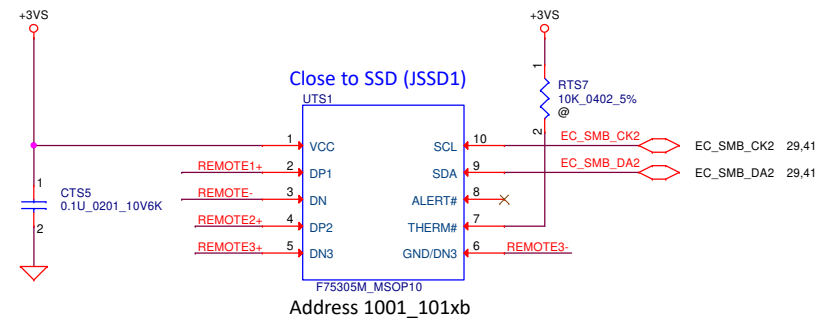 +3VS
+3VS
Close to SSD (JSSD1)
UTS1
1
RTS7
10K_0402_5%
@
2
1 VCC SCL 10 EC_SMB_CK2 EC_SMB_CK2 29,41
REMOTE1+ 2 DP1 SDA 9 EC_SMB_DA2 EC_SMB_DA2 29,41
1
CTS5
0.1U_0201_10V6K
2
REMOTE- 3 DN ALERT# 8
REMOTE2+ 4 DP2 THERM# 7
REMOTE3+ 5 DN3 GND/DN3 6 REMOTE3-
F75305M_MSOP10
Address 1001_101xb